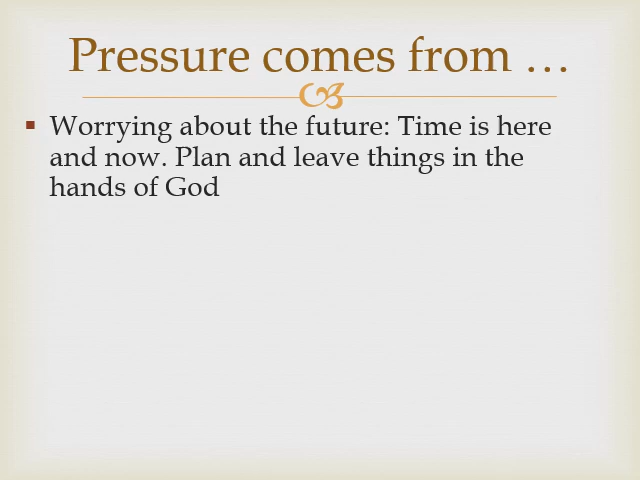 Pressure comes from …
▪ Worrying about the future: Time is here
and now. Plan and leave things in the
hands of God